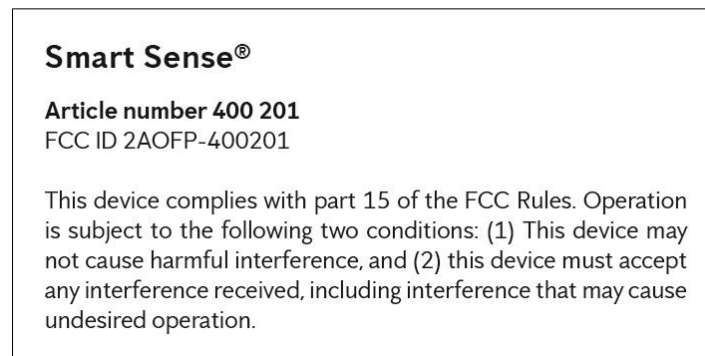 Smart Sense®
Article number 400 201
FCC ID 2AOFP-400201
This device complies with part 15 of the FCC Rules. Operation
is subject to the following two conditions: (1) This device may
not cause harmful interference, and (2) this device must accept
any interference received, including interference that may cause
undesired operation.